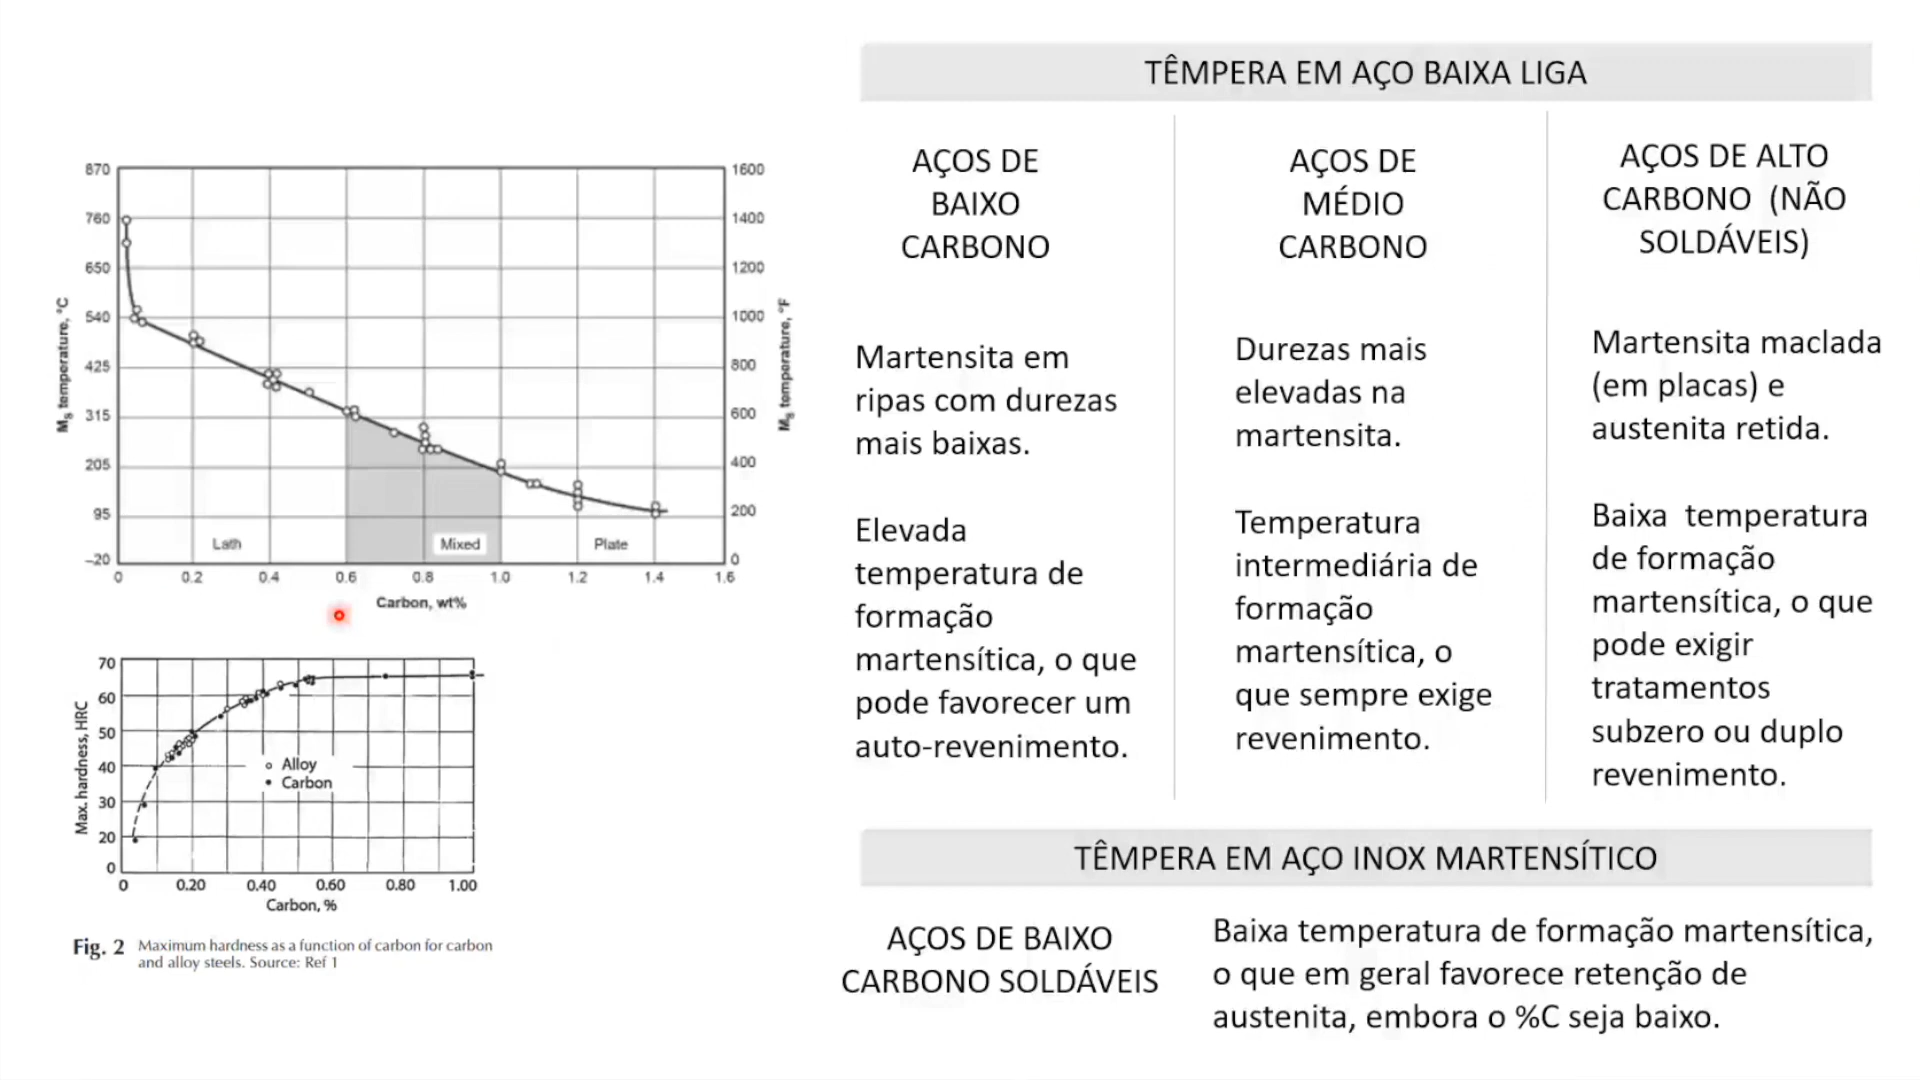 TÊMPERA EM AÇO BAIXA LIGA
AÇOS DE
BAIXO
CARBONO
Martensita em
ripas com durezas
mais baixas.
Elevada
temperatura de
formação
martensítica, o que
pode favorecer um
auto-revenimento.
AÇOS DE
MÉDIO
CARBONO
Durezas mais
elevadas na
martensita.
Temperatura
intermediária de
formação
martensítica, o
que sempre exige
revenimento.
AÇOS DE ALTO
CARBONO (NÃO
SOLDÁVEIS)
Martensita maclada
(em placas) e
austenita retida.
Baixa temperatura
de formação
martensítica, o que
pode exigir
tratamentos
subzero ou duplo
revenimento.
TÊMPERA EM AÇO INOX MARTENSÍTICO
AÇOS DE BAIXO
CARBONO SOLDÁVEIS
Baixa temperatura de formação martensítica,
o que em geral favorece retenção de
austenita, embora o %C seja baixo.
Ms temperature, °C
870
760
650
540
425
315
205
95
–20
1600
1400
1200
1000
800
600
400
200
0
Ms temperature, °F
Lath
Mixed
Plate
0 0.2 0.4 0.6 0.8 1.0 1.2 1.4 1.6
Carbon, wt%
Max. hardness, HRC
70
60
50
40
30
20
0
Alloy
Carbon
0 0.20 0.40 0.60 0.80 1.00
Carbon, %
Fig. 2 Maximum hardness as a function of carbon for carbon
and alloy steels. Source: Ref 1